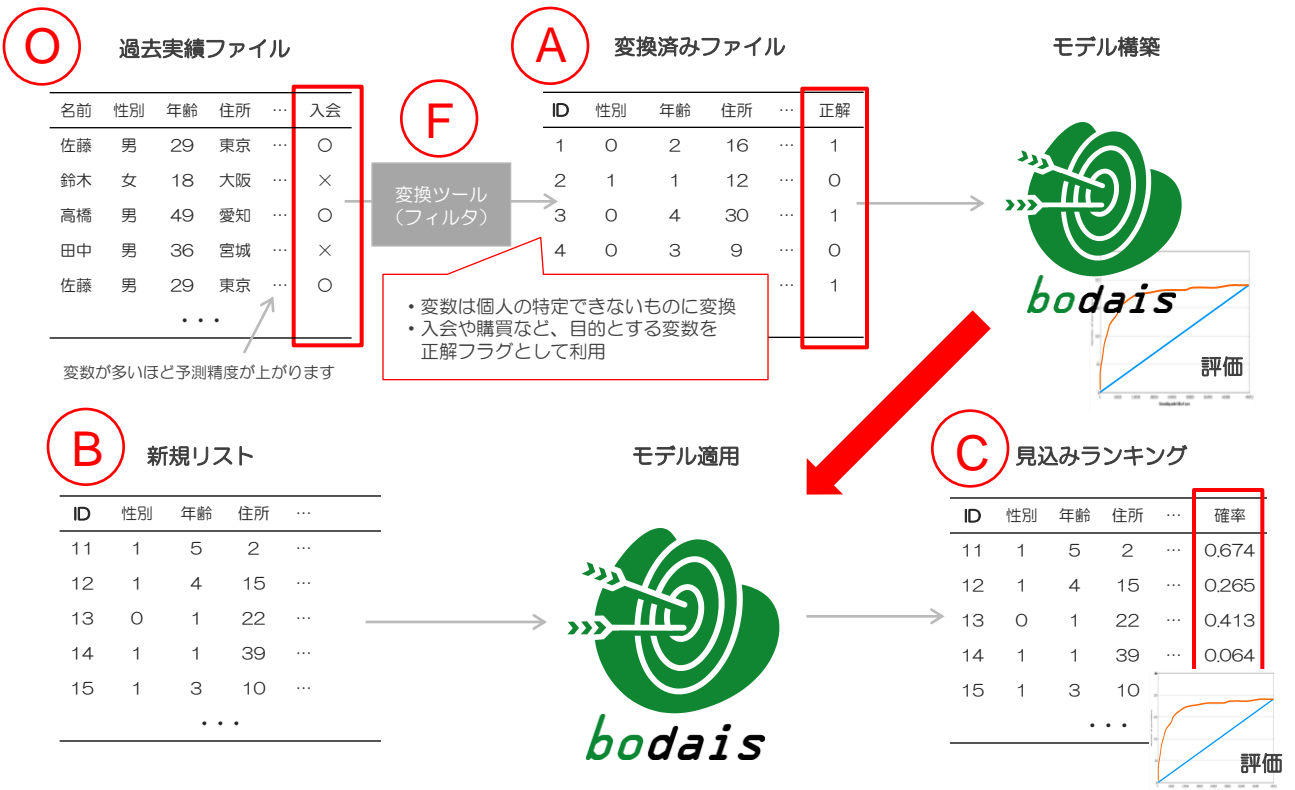 O 過去実績ファイル
名前 性別 年齢 住所 … 入会
佐藤 男 29 東京 … ○
鈴木 女 18 大阪 … ×
高橋 男 49 愛知 … ○
田中 男 36 宮城 … ×
佐藤 男 29 東京 … ○
・・・
変数が多いほど予測精度が上がります
F
変換ツール
（フィルタ）
A 変換済みファイル
ID 性別 年齢 住所 … 正解
1 0 2 16 … 1
2 1 1 12 … 0
3 0 4 30 … 1
4 0 3 9 … 0
1
・変数は個人の特定できないものに変換
・入会や購買など、目的とする変数を
正解フラグとして利用
モデル構築
bodais
評価
B 新規リスト
ID 性別 年齢 住所 …
11 1 5 2 …
12 1 4 15 …
13 0 1 22 …
14 1 1 39 …
15 1 3 10 …
・・・
モデル適用
bodais
C 見込みランキング
ID 性別 年齢 住所 … 確率
11 1 5 2 … 0.674
12 1 4 15 … 0.265
13 0 1 22 … 0.413
14 1 1 39 … 0.064
15 1 3 10
・・・
評価